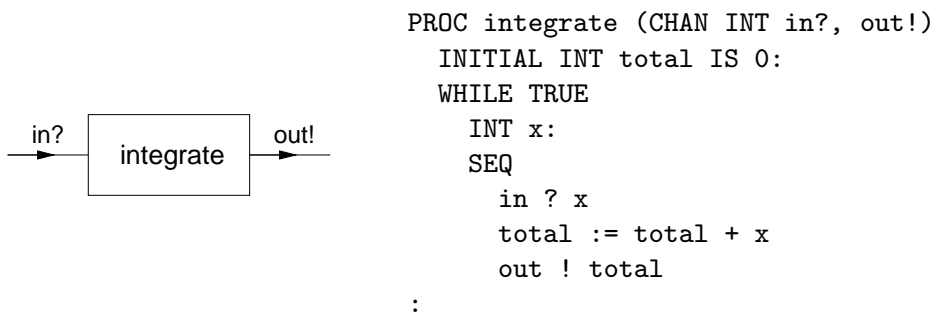 in?
integrate
out!
PROC integrate (CHAN INT in?, out!)
  INITIAL INT total IS 0:
  WHILE TRUE
    INT x:
    SEQ
      in ? x
      total := total + x
      out ! total
: